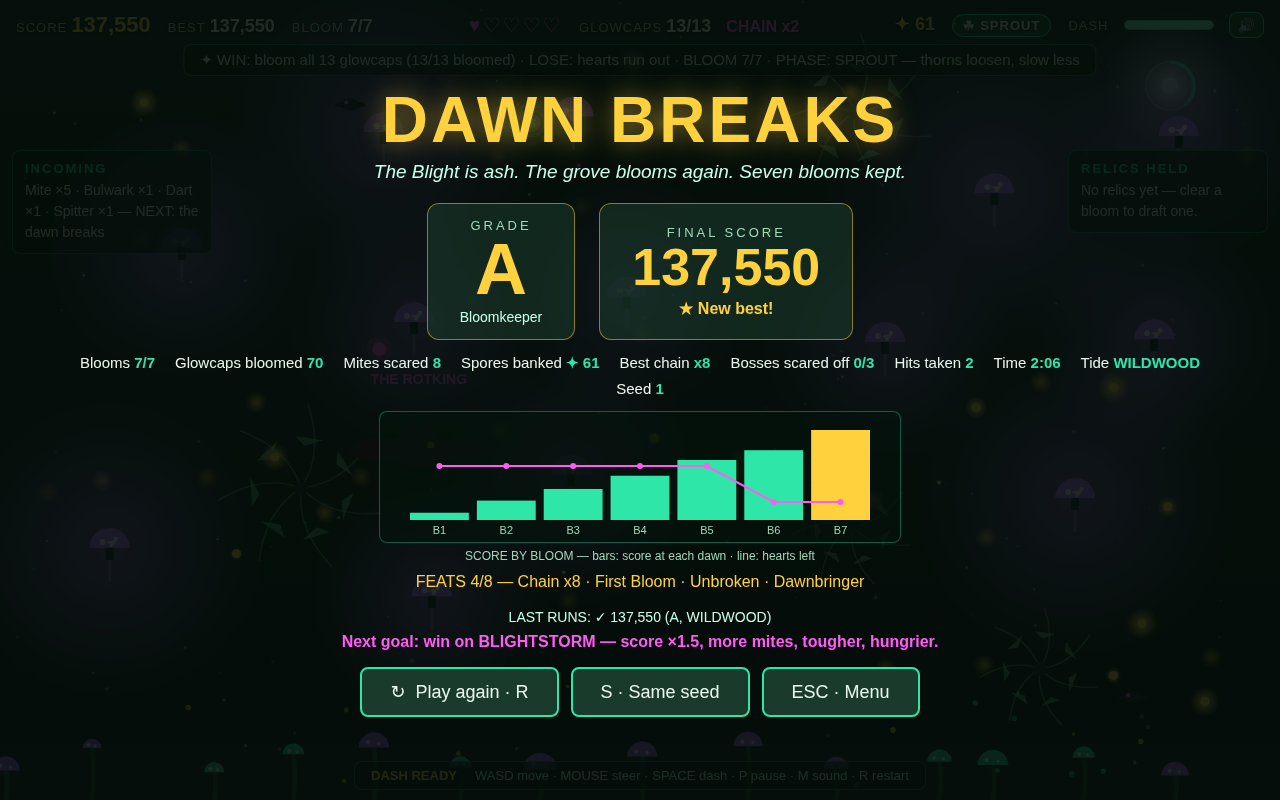 SCORE 137,550 BEST 137,550 BLOOM 7/7 ♥♡♡♡♡ GLOWCAPS 13/13 CHAIN x2 ✦ 61 ☘ SPROUT DASH 🔊
✦ WIN: bloom all 13 glowcaps (13/13 bloomed) · LOSE: hearts run out · BLOOM 7/7 · PHASE: SPROUT — thorns loosen, slow less
DAWN BREAKS
The Blight is ash. The grove blooms again. Seven blooms kept.
INCOMING
Mite ×5 · Bulwark ×1 · Dart
×1 · Spitter ×1 — NEXT: the
dawn breaks
RELICS HELD
No relics yet — clear a
bloom to draft one.
GRADE
A
Bloomkeeper
FINAL SCORE
137,550
★ New best!
Blooms 7/7 Glowcaps bloomed 70 Mites scared 8 Spores banked ✦ 61 Best chain x8 Bosses scared off 0/3 Hits taken 2 Time 2:06 Tide WILDWOOD
THE ROTKING
Seed 1
B1 B2 B3 B4 B5 B6 B7
SCORE BY BLOOM — bars: score at each dawn · line: hearts left
FEATS 4/8 — Chain x8 · First Bloom · Unbroken · Dawnbringer
LAST RUNS: ✓ 137,550 (A, WILDWOOD)
Next goal: win on BLIGHTSTORM — score ×1.5, more mites, tougher, hungrier.
↻ Play again · R
S · Same seed
ESC · Menu
DASH READY WASD move · MOUSE steer · SPACE dash · P pause · M sound · R restart